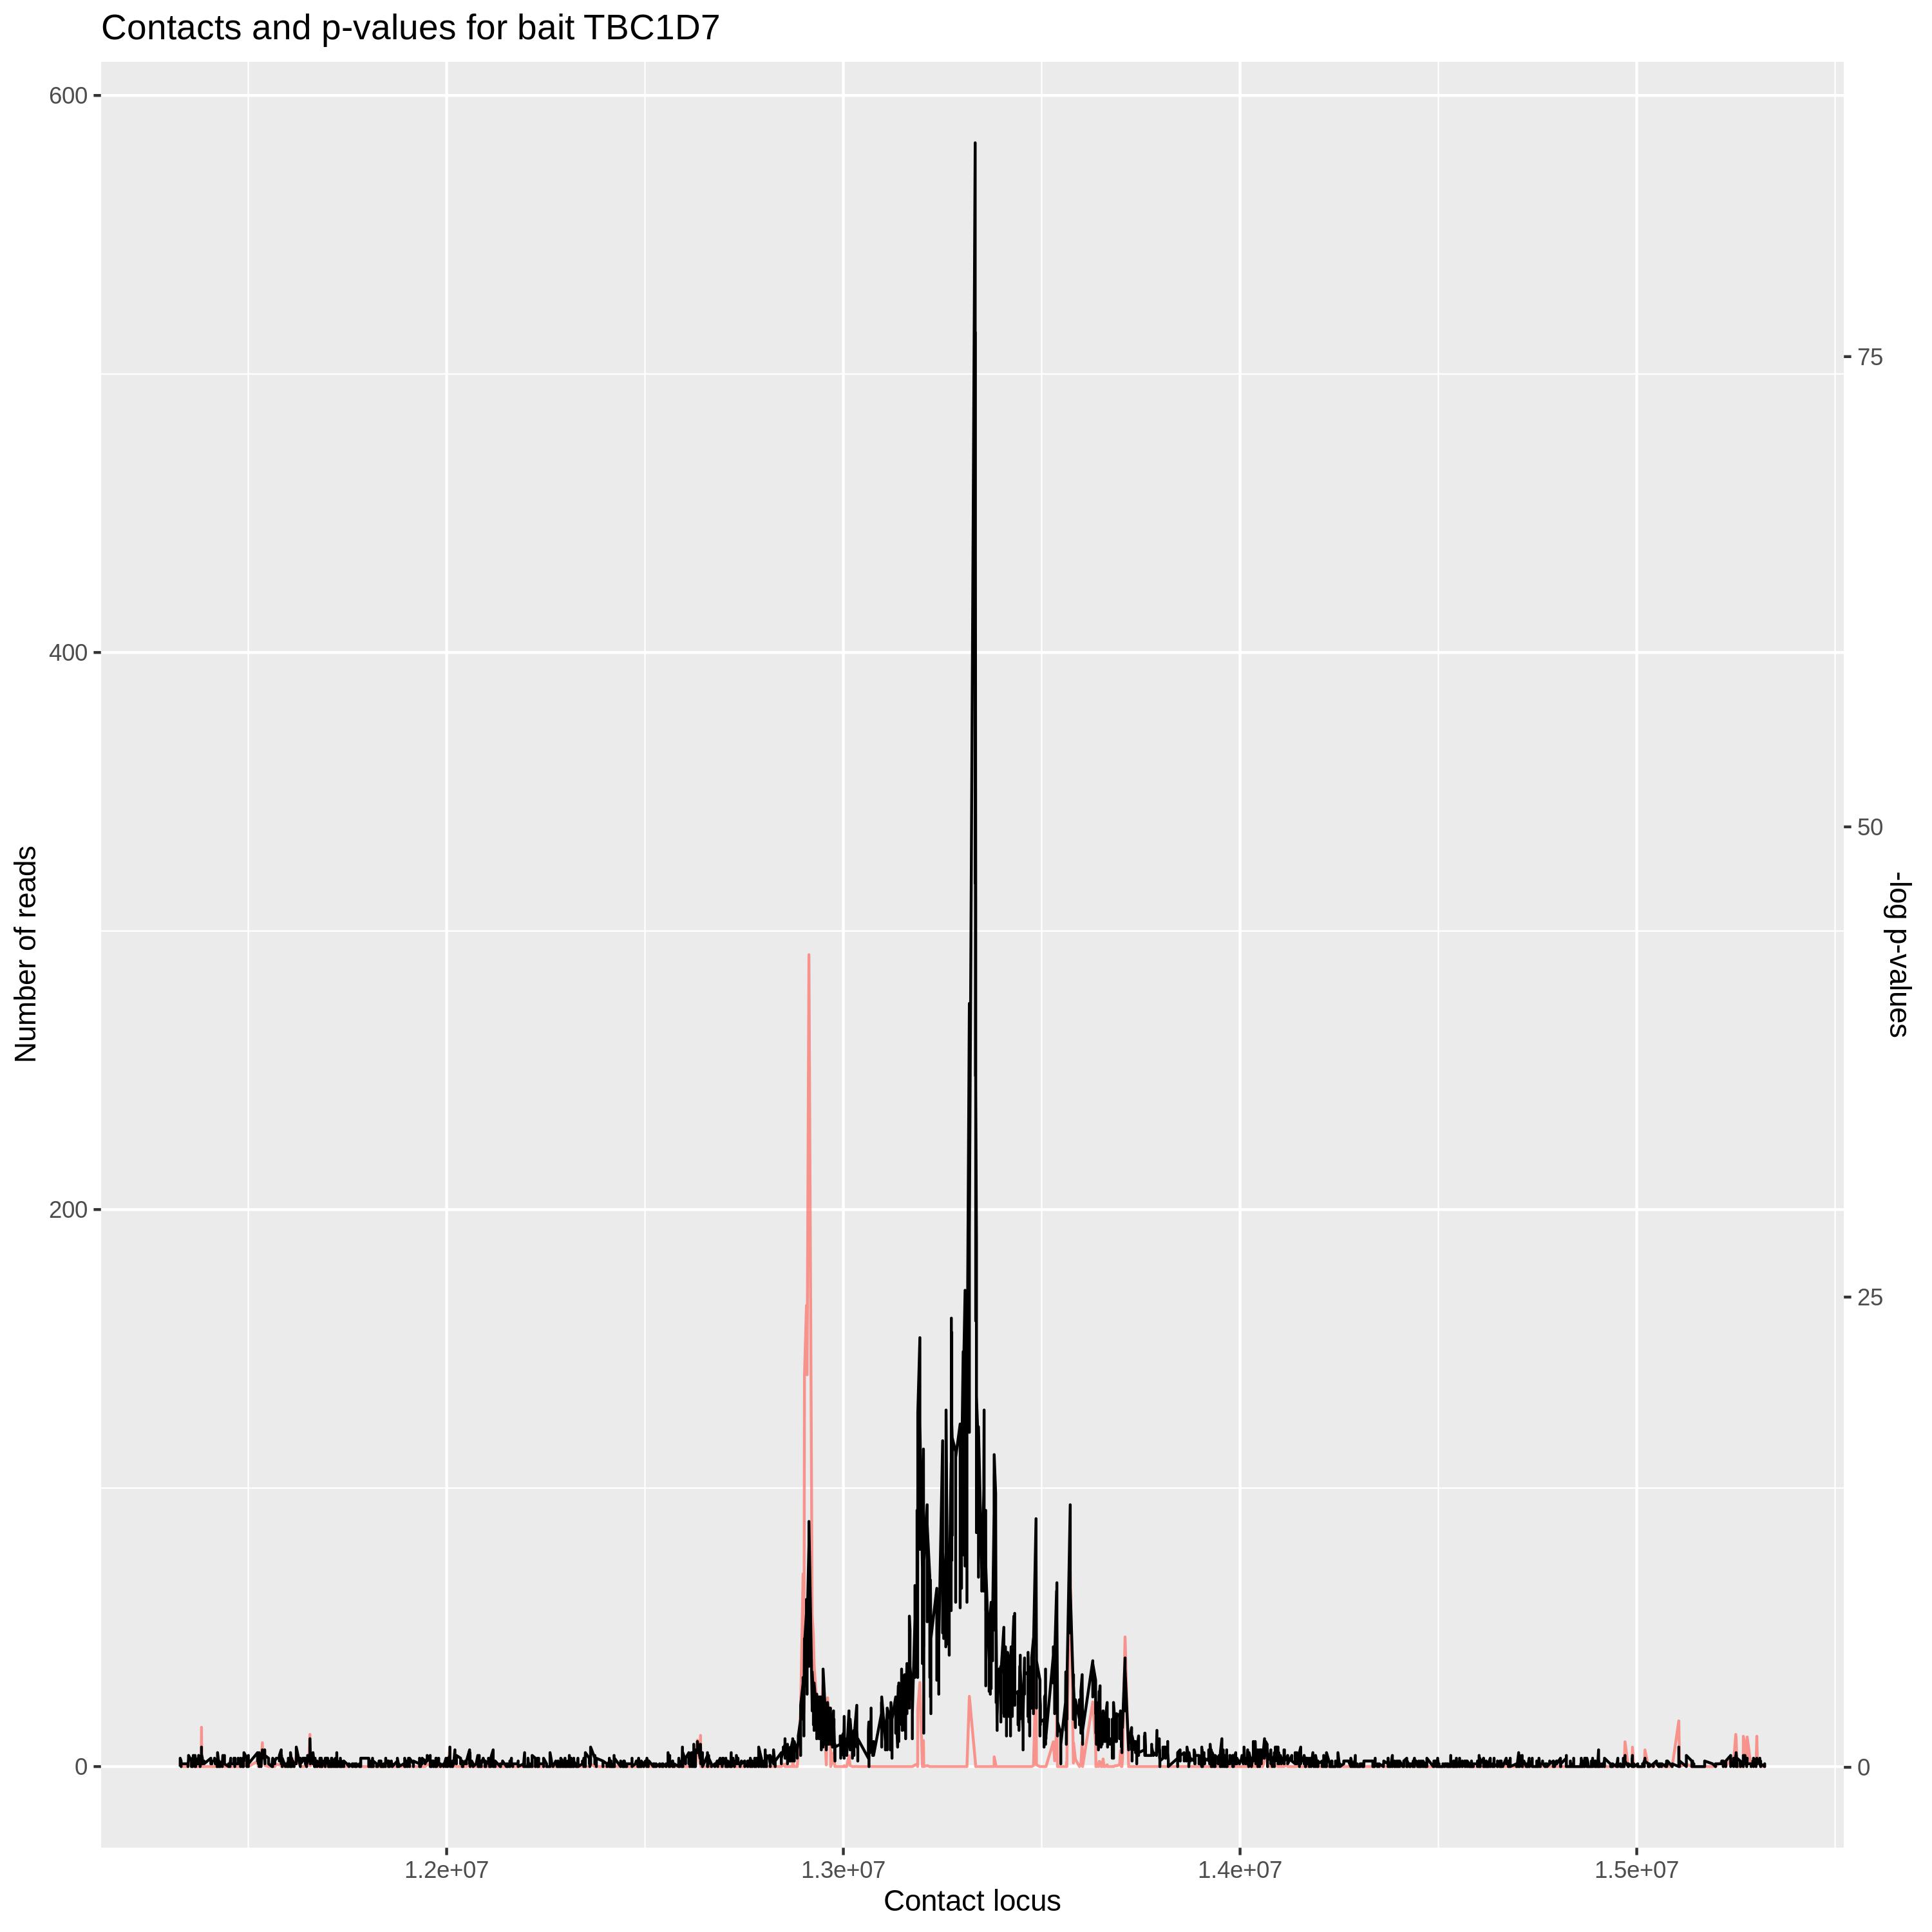 Contacts and p-values for bait TBC1D7
600
400
200
0
75
50
25
0
Number of reads
-log p-values
1.2e+07 1.3e+07 1.4e+07 1.5e+07
Contact locus